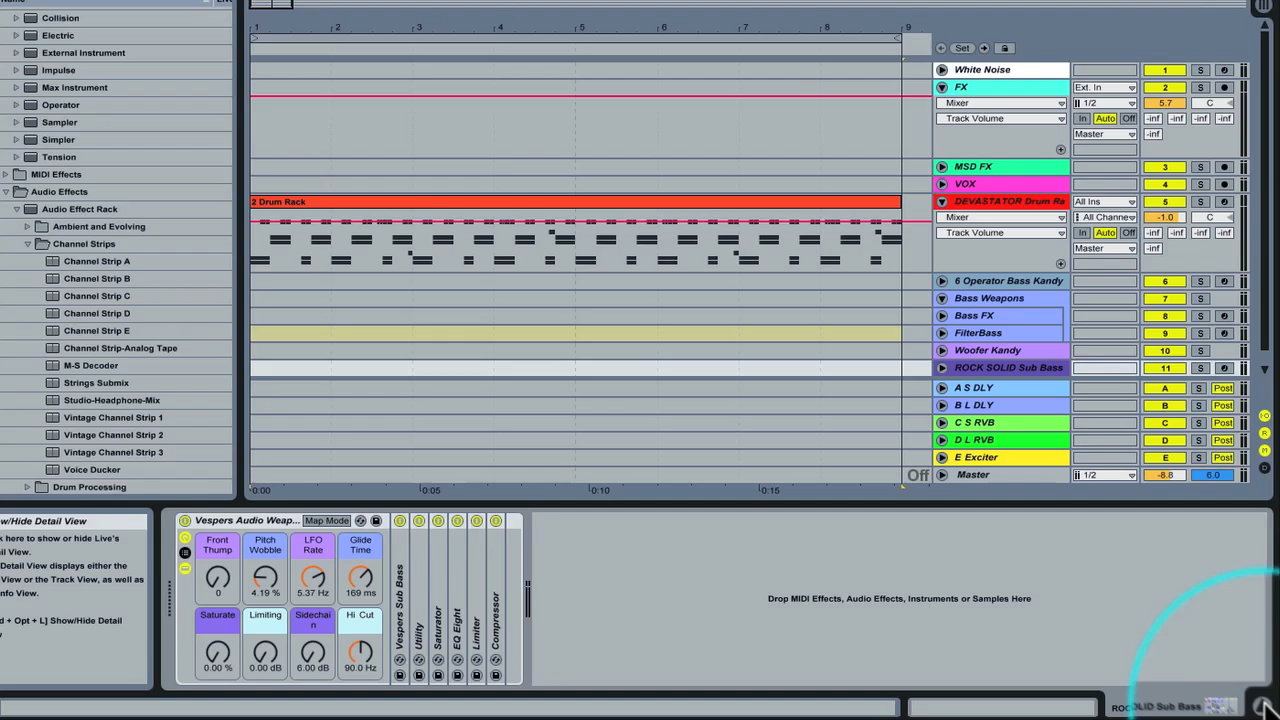 Name
Collision
Electric
External Instrument
Impulse
Max Instrument
Operator
Sampler
Simpler
Tension
MIDI Effects
Audio Effects
Audio Effect Rack
Ambient and Evolving
Channel Strips
Channel Strip A
Channel Strip B
Channel Strip C
Channel Strip D
Channel Strip E
Channel Strip-Analog Tape
M-S Decoder
Strings Submix
Studio-Headphone-Mix
Vintage Channel Strip 1
Vintage Channel Strip 2
Vintage Channel Strip 3
Voice Ducker
Drum Processing
1 2 3 4 5 6 7 8 9
Set
White Noise 1 S
FX Ext. In 2 S
Mixer 1/2 5.7 C
Track Volume In Auto Off -inf -inf -inf -inf
Master -inf
MSD FX 3 S
VOX 4 S
2 Drum Rack
DEVASTATOR Drum Ra All Ins 5 S
Mixer All Channe -1.0 C
Track Volume In Auto Off -inf -inf -inf -inf
Master -inf
6 Operator Bass Kandy 6 S
Bass Weapons 7 S
Bass FX 8 S
FilterBass 9 S
Woofer Kandy 10 S
ROCK SOLID Sub Bass 11 S
A S DLY A S Post
B L DLY B S Post
C S RVB C S Post
D L RVB D S Post
E Exciter E S Post
Off Master 1/2 -8.8 6.0
0:00 0:05 0:10 0:15
ow/Hide Detail View
k here to show or hide Live's
il View.
Detail View displays either the
View or the Track View, as well as
nfo View.
d + Opt + L] Show/Hide Detail
Vespers Audio Weap... Map Mode
Front Thump
Pitch Wobble
LFO Rate
Glide Time
0 4.19 % 5.37 Hz 169 ms
Saturate
Limiting
Sidechai n
Hi Cut
0.00 % 0.00 dB 6.00 dB 90.0 Hz
Vespers Sub Bass
Utility
Saturator
EQ Eight
Limiter
Compressor
Drop MIDI Effects, Audio Effects, Instruments or Samples Here
OLID Sub Bass